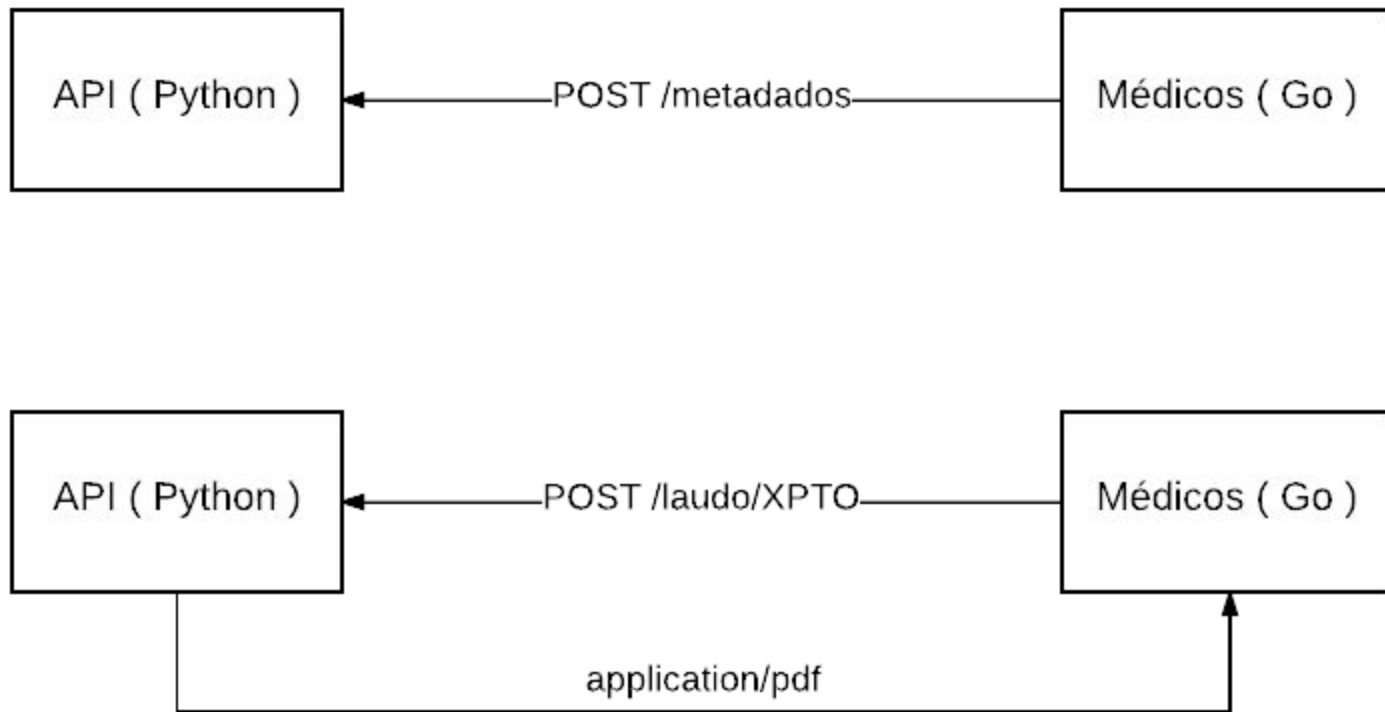 API ( Python )
POST /metadados
Médicos ( Go )
API ( Python )
POST /laudo/XPTO
Médicos ( Go )
application/pdf